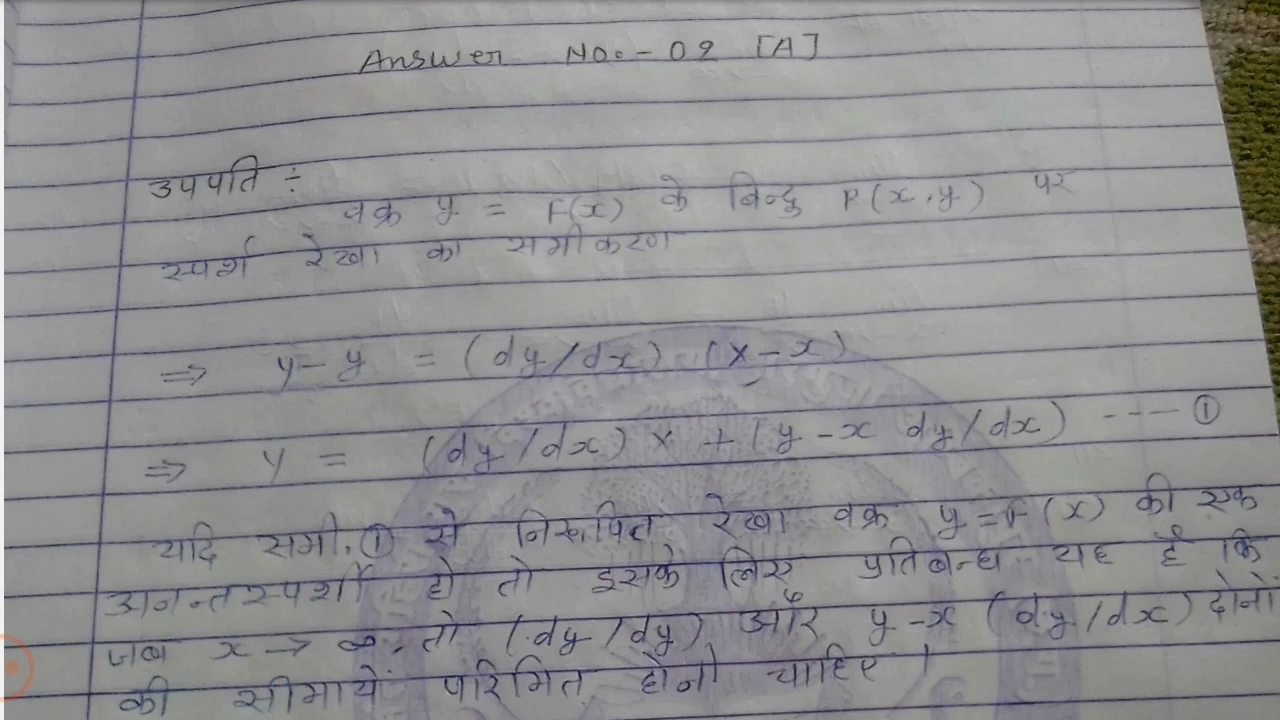 Answer No.-02 [A]
उपपति ÷
वक्र y = F(x) के बिन्दु P(x,y) पर
स्पर्श रेखा का समीकरण
⇒ Y-y = (dy/dx) (X-x)
⇒ Y = (dy/dx) X + (y-x dy/dx) ---- ①
यदि समी.① से निरूपित रेखा वक्र y=F(x) की एक
अनन्तस्पर्शी हो तो इसके लिए प्रतिबन्ध यह है कि
जब x → ∞, तो (dy/dy) और y-x (dy/dx) दोनों
की सीमायें परिमित होनी चाहिए।